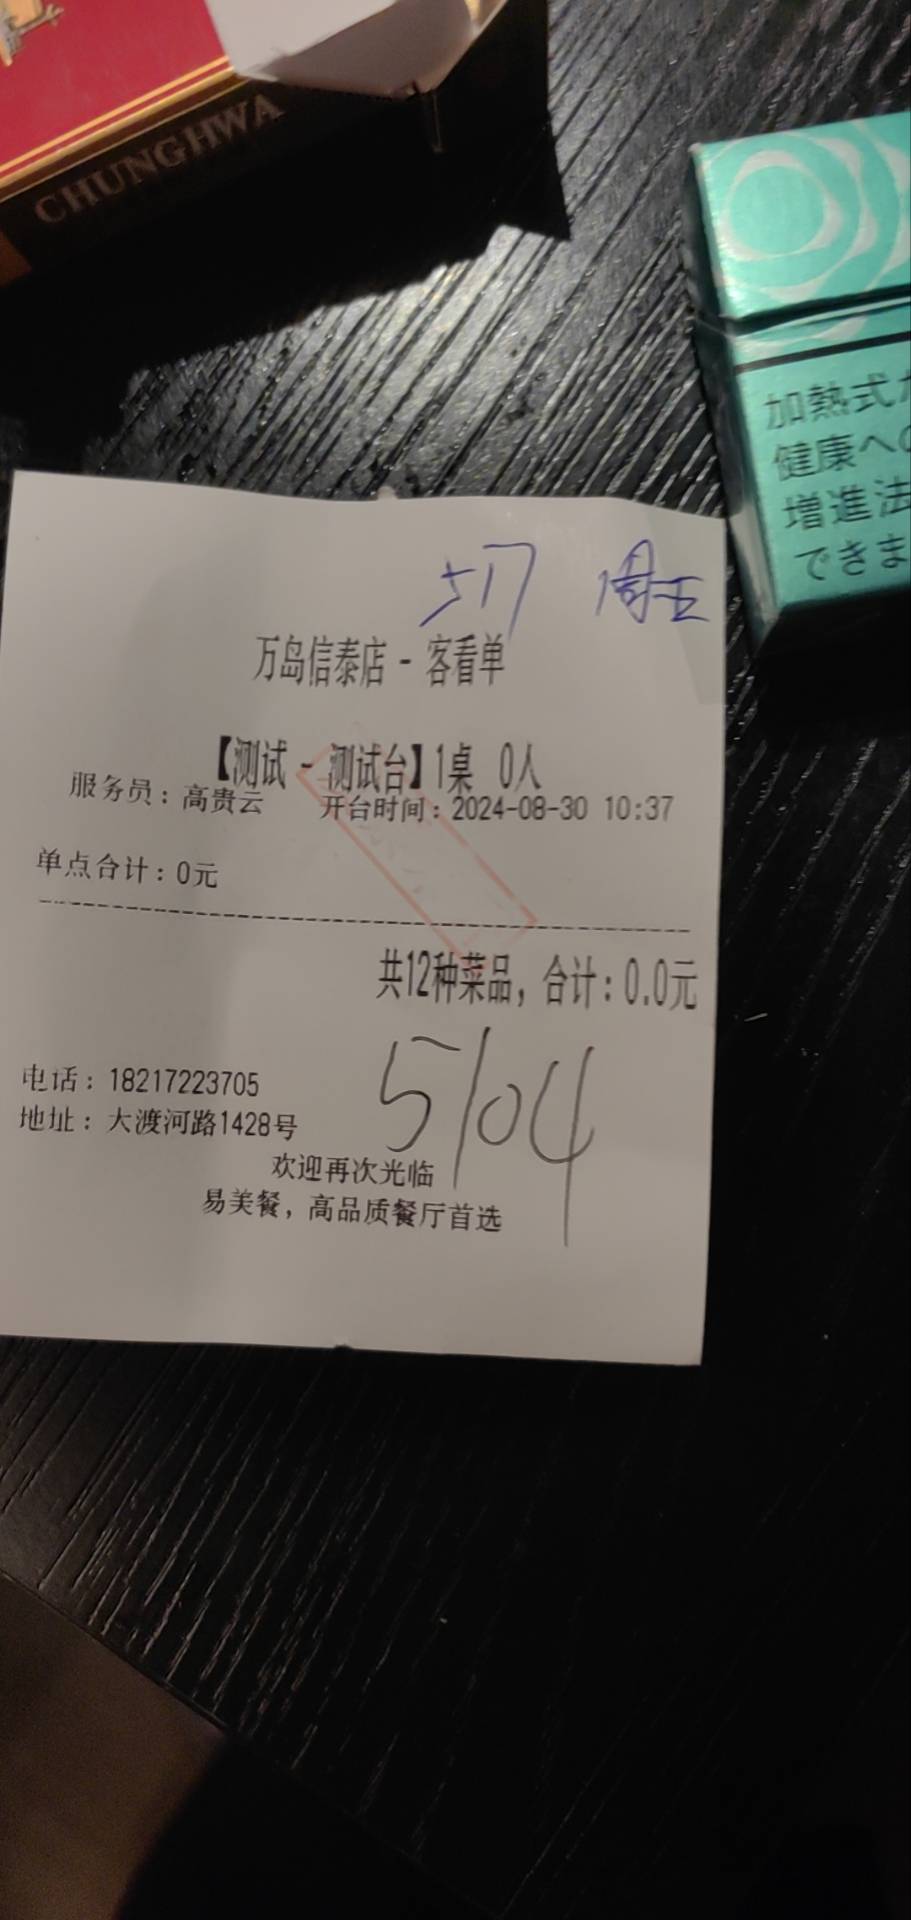 CHUNGHWA
加熱式
健康への
増進法
できま
517 周五
万岛信泰店 - 客看单
【测试 - 测试台】1桌 0人
服务员：高贵云 开台时间：2024-08-30 10:37
单点合计：0元
共12种菜品，合计：0.0元
5104
电话：18217223705
地址：大渡河路1428号
欢迎再次光临
易美餐，高品质餐厅首选